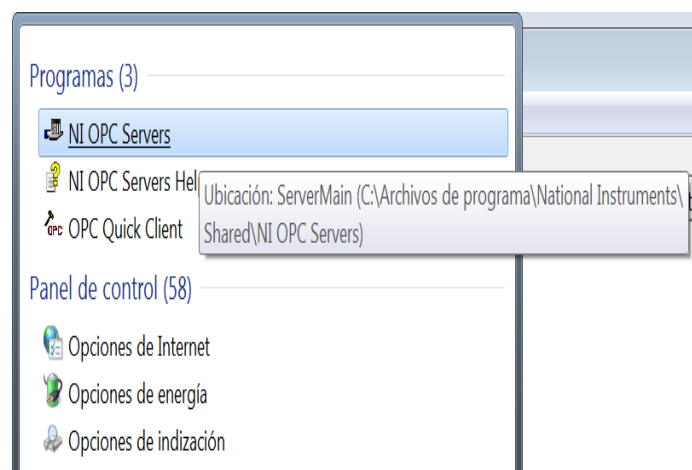 Programas (3)
NI OPC Servers
NI OPC Servers Hel
Ubicación: ServerMain (C:\Archivos de programa\National Instruments\
Shared\NI OPC Servers)
OPC Quick Client
Panel de control (58)
Opciones de Internet
Opciones de energía
Opciones de indización